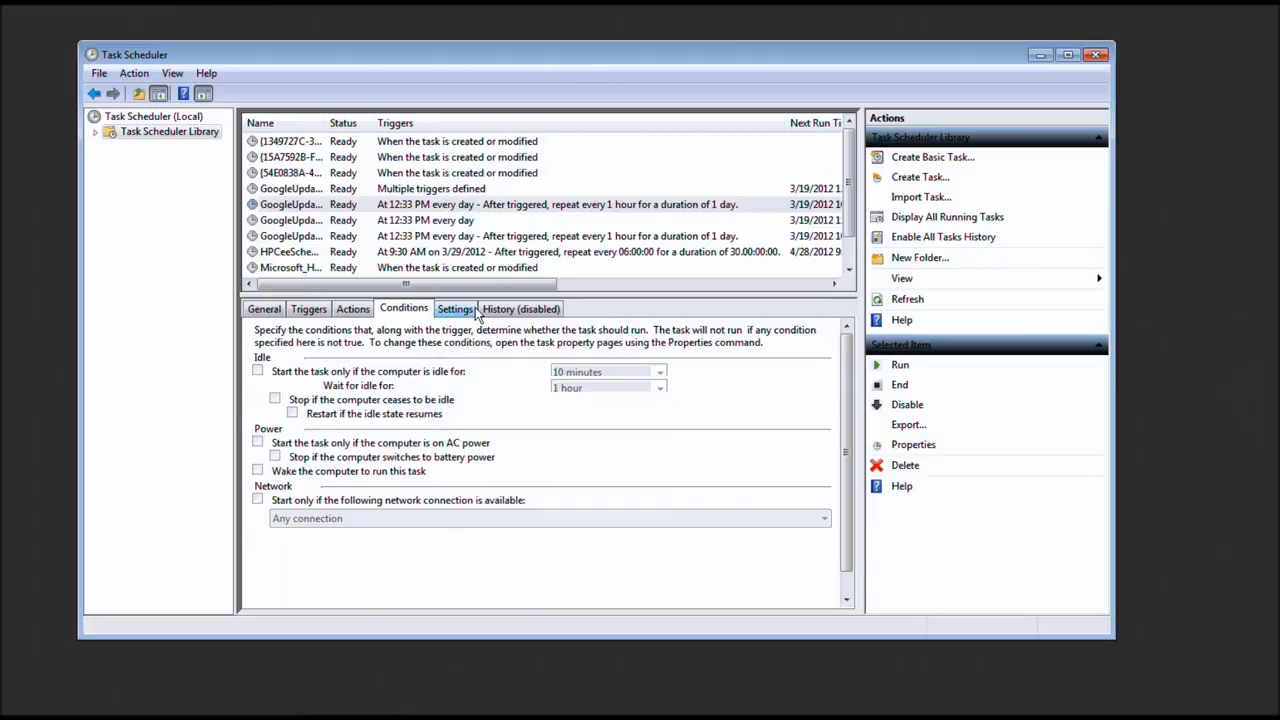 Task Scheduler
File Action View Help
Task Scheduler (Local)
Task Scheduler Library
Name Status Triggers Next Run Ti
{1349727C-3... Ready When the task is created or modified
{15A7592B-F... Ready When the task is created or modified
{54E0838A-4... Ready When the task is created or modified
GoogleUpda... Ready Multiple triggers defined 3/19/2012 1
GoogleUpda... Ready At 12:33 PM every day - After triggered, repeat every 1 hour for a duration of 1 day. 3/19/2012 1
GoogleUpda... Ready At 12:33 PM every day 3/19/2012 1
GoogleUpda... Ready At 12:33 PM every day - After triggered, repeat every 1 hour for a duration of 1 day. 3/19/2012 1
HPCeeSche... Ready At 9:30 AM on 3/29/2012 - After triggered, repeat every 06:00:00 for a duration of 30.00:00:00. 4/28/2012 9
Microsoft_H... Ready When the task is created or modified
General Triggers Actions Conditions Settings History (disabled)
Specify the conditions that, along with the trigger, determine whether the task should run. The task will not run if any condition
specified here is not true. To change these conditions, open the task property pages using the Properties command.
Idle
Start the task only if the computer is idle for: 10 minutes
Wait for idle for: 1 hour
Stop if the computer ceases to be idle
Restart if the idle state resumes
Power
Start the task only if the computer is on AC power
Stop if the computer switches to battery power
Wake the computer to run this task
Network
Start only if the following network connection is available:
Any connection
Actions
Task Scheduler Library
Create Basic Task...
Create Task...
Import Task...
Display All Running Tasks
Enable All Tasks History
New Folder...
View
Refresh
Help
Selected Item
Run
End
Disable
Export...
Properties
Delete
Help